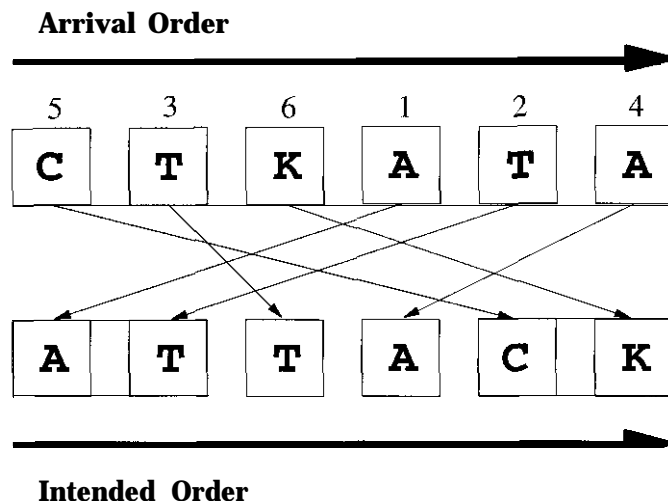 Arrival Order
5 3 6 1 2 4
C T K A T A
A T T A C K
Intended Order